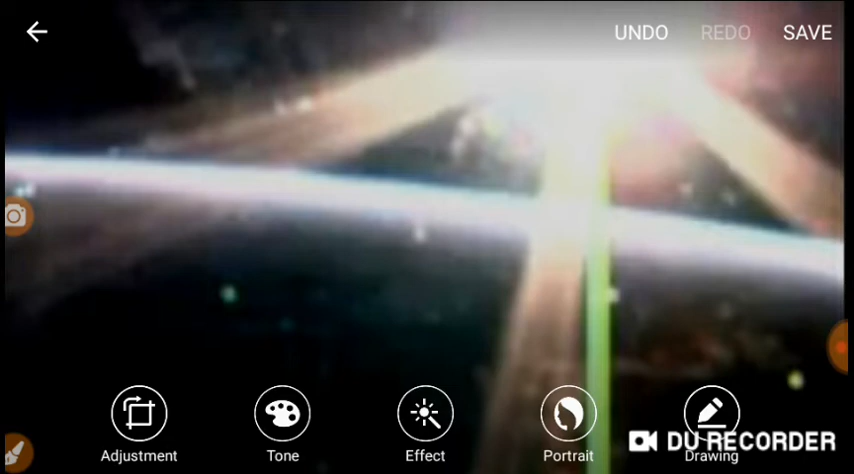 UNDO REDO SAVE
Adjustment Tone Effect Portrait Drawing
DU RECORDER